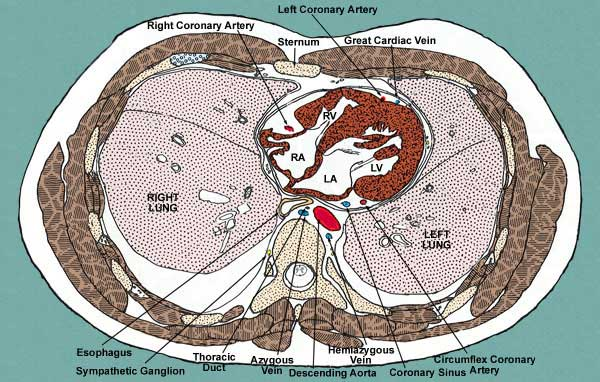 Left Coronary Artery
Right Coronary Artery
Sternum
Great Cardiac Vein
RV
RA
LA
LV
RIGHT
LUNG
LEFT
LUNG
Esophagus
Sympathetic Ganglion
Thoracic
Duct
Azygous
Vein
Descending Aorta
Hemiazygous
Vein
Coronary Sinus
Circumflex Coronary
Artery